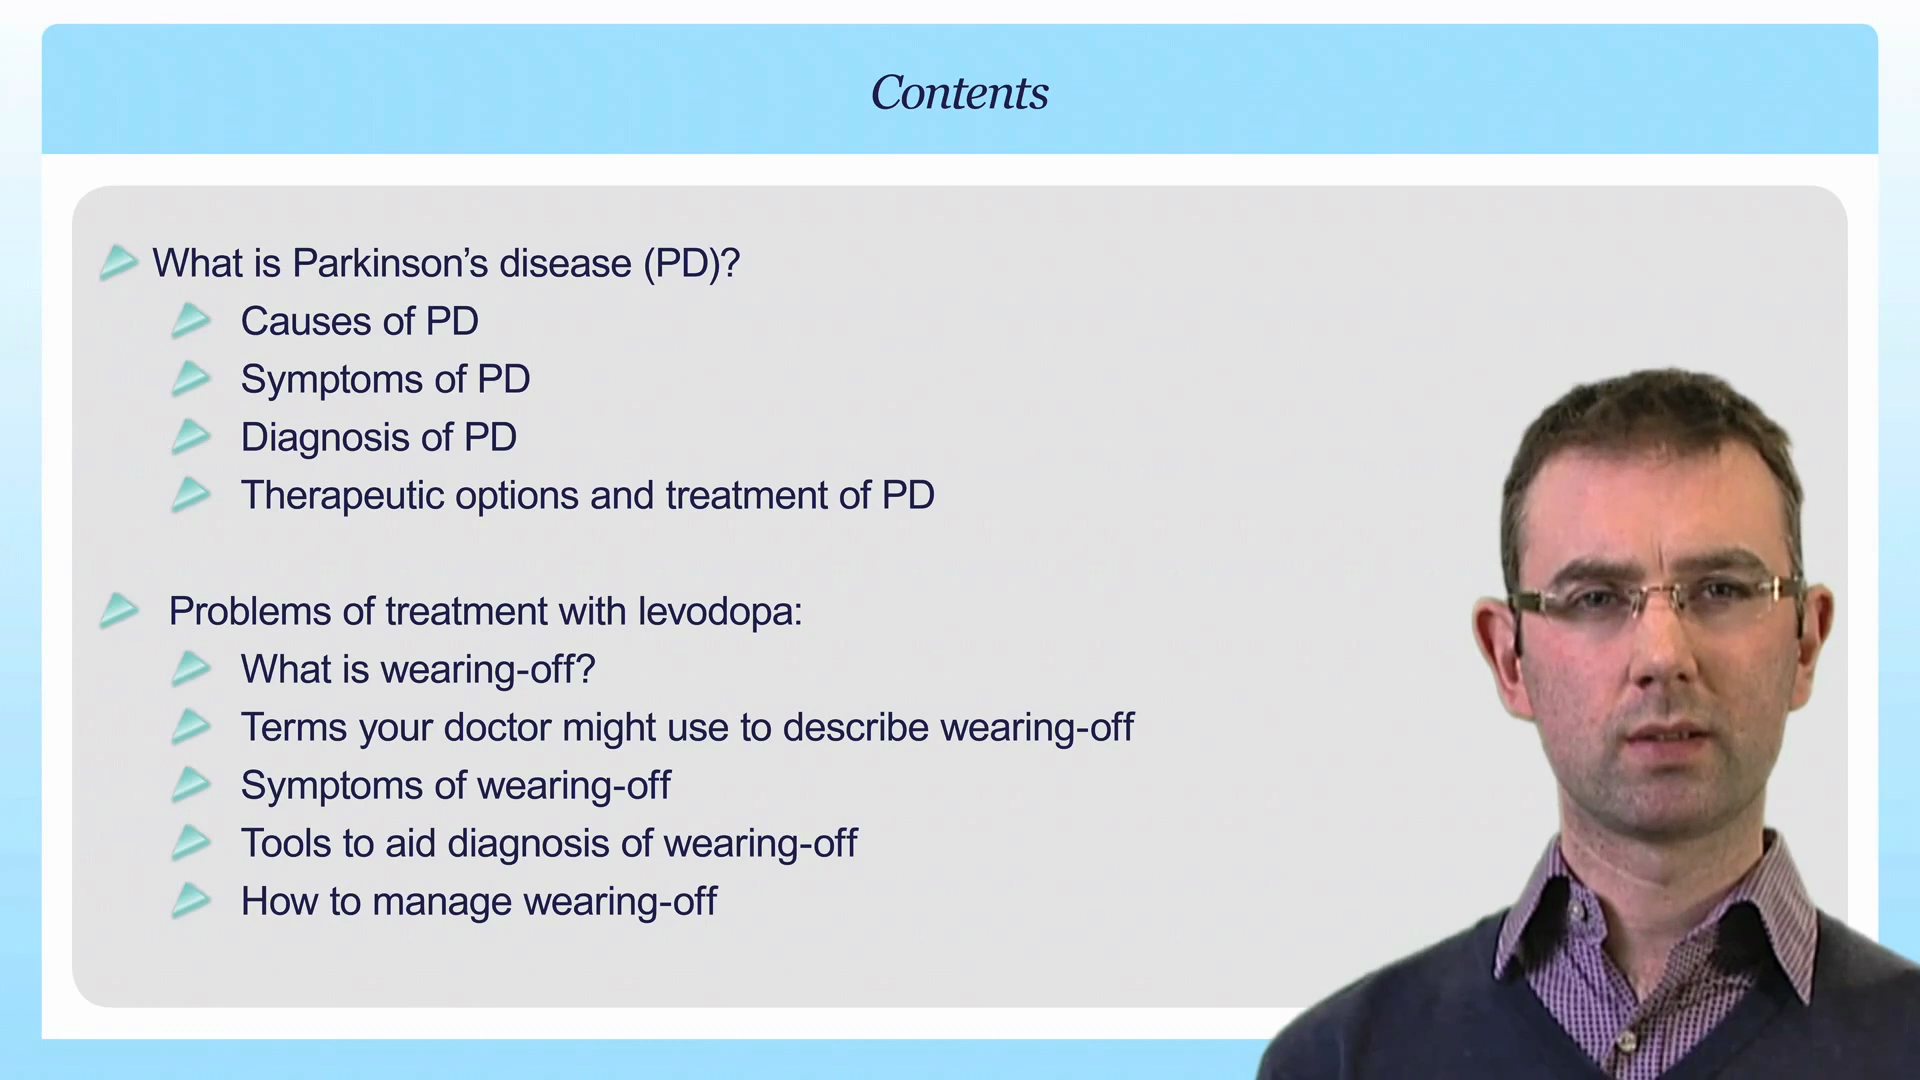 Contents
What is Parkinson’s disease (PD)?
Causes of PD
Symptoms of PD
Diagnosis of PD
Therapeutic options and treatment of PD
Problems of treatment with levodopa:
What is wearing-off?
Terms your doctor might use to describe wearing-off
Symptoms of wearing-off
Tools to aid diagnosis of wearing-off
How to manage wearing-off